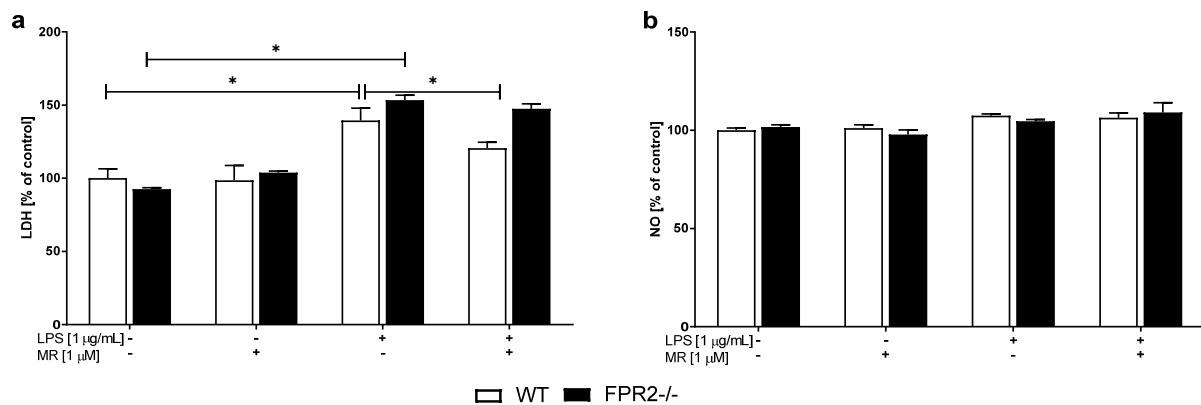 a
200
150
100
50
0
LDH [% of control]
* 
* *
LPS [1 μg/mL] - - + +
MR [1 μM] - + - +
b
150
100
50
0
NO [% of control]
LPS [1 μg/mL] - - + +
MR [1 μM] - + - +
WT FPR2-/-